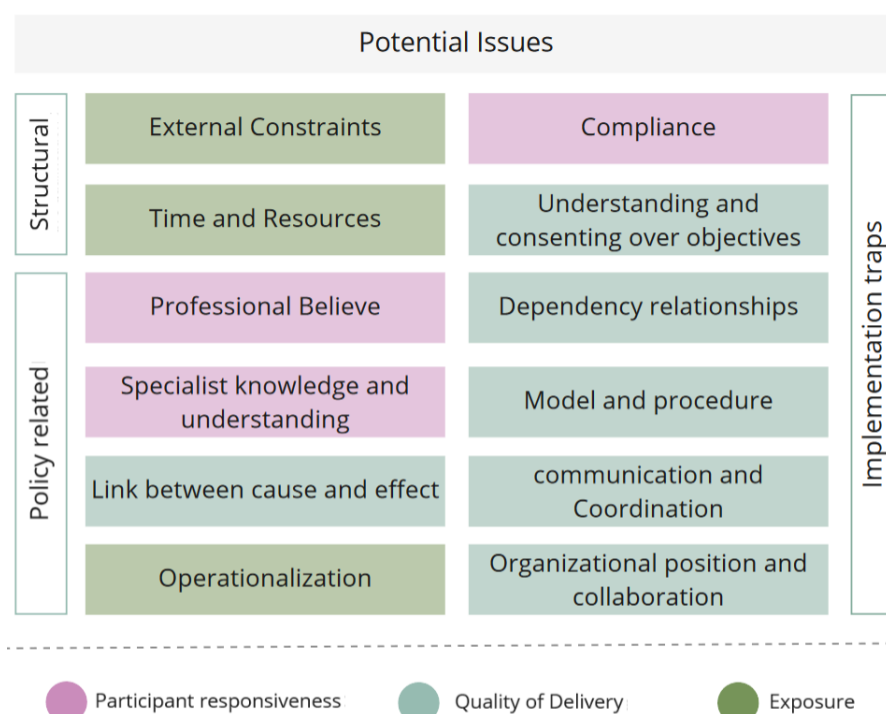 Potential Issues
Structural
External Constraints
Compliance
Time and Resources
Understanding and
consenting over objectives
Policy related
Professional Believe
Dependency relationships
Specialist knowledge and
understanding
Model and procedure
Link between cause and effect
communication and
Coordination
Operationalization
Organizational position and
collaboration
Implementation traps
Participant responsiveness
Quality of Delivery
Exposure